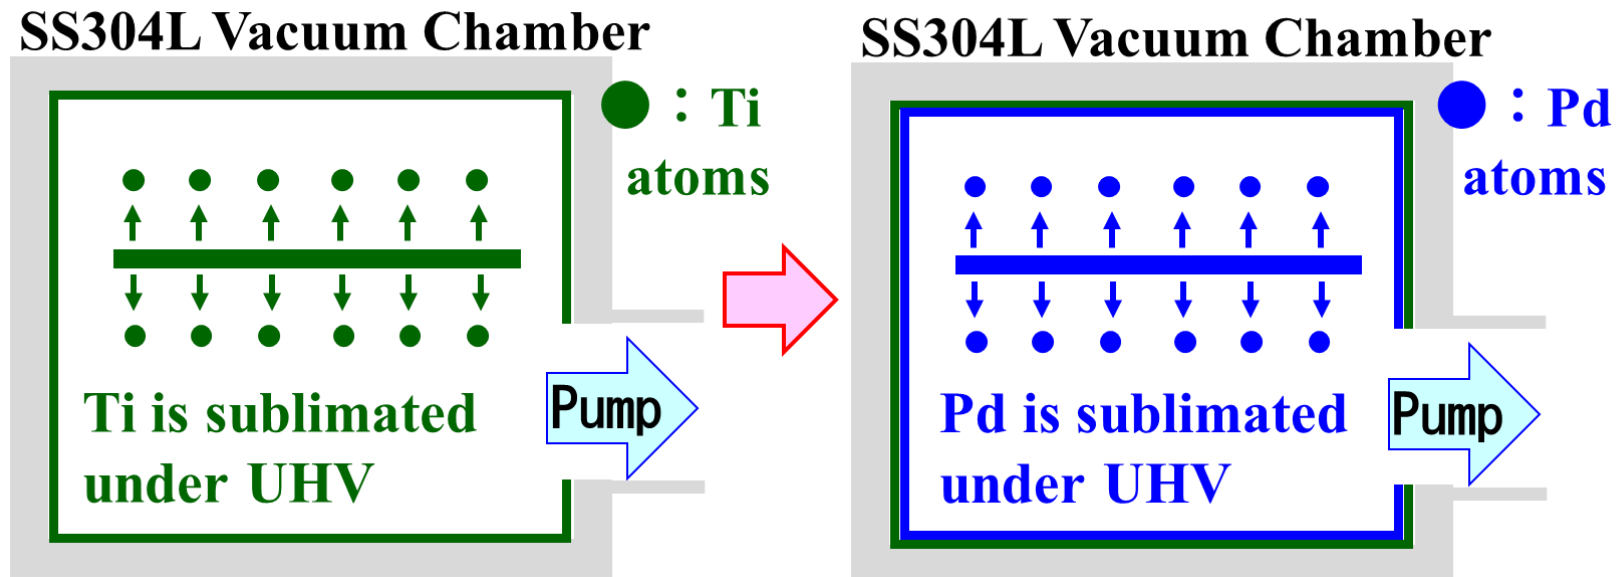 SS304L Vacuum Chamber
: Ti
atoms
Ti is sublimated
under UHV
Pump
SS304L Vacuum Chamber
: Pd
atoms
Pd is sublimated
under UHV
Pump